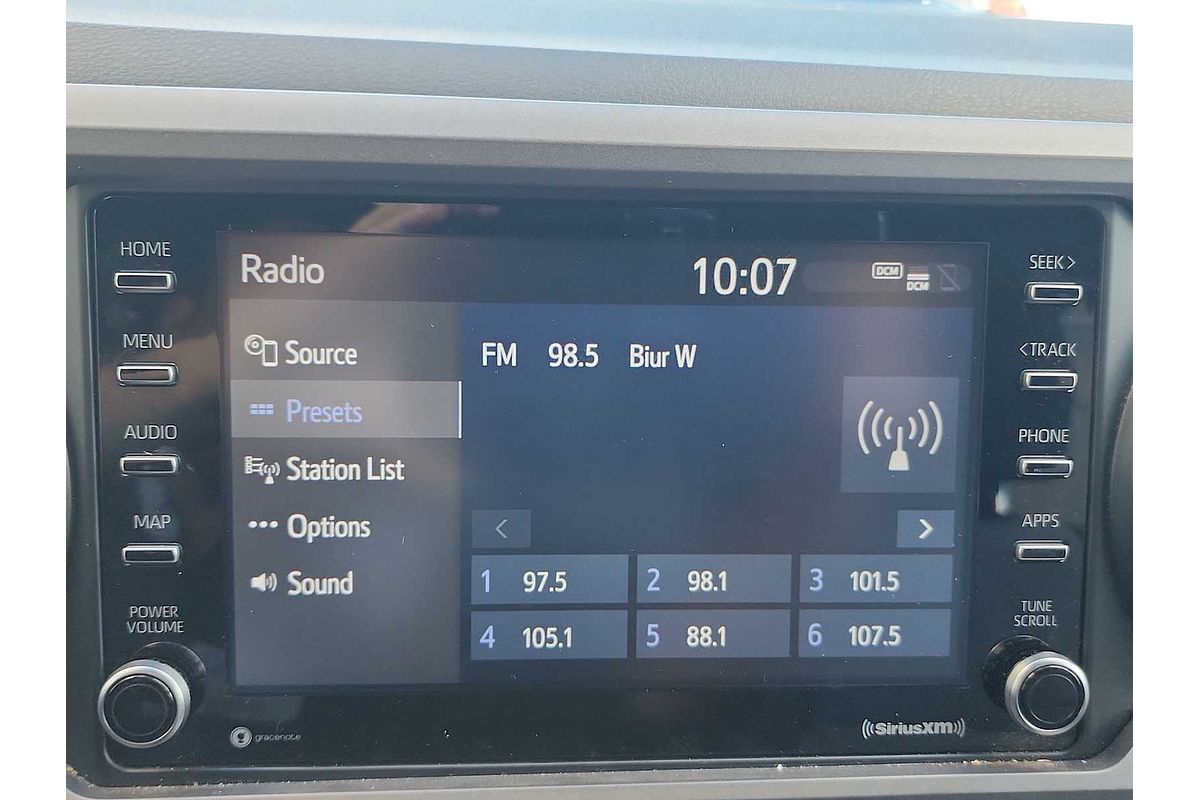 HOME
MENU
AUDIO
MAP
POWER
VOLUME
Radio
10:07
DCM
DCM
Source
Presets
Station List
Options
Sound
FM 98.5 Biur W
<
>
1 97.5
2 98.1
3 101.5
4 105.1
5 88.1
6 107.5
SEEK>
<TRACK
PHONE
APPS
TUNE
SCROLL
gracenote
((SiriusXM))